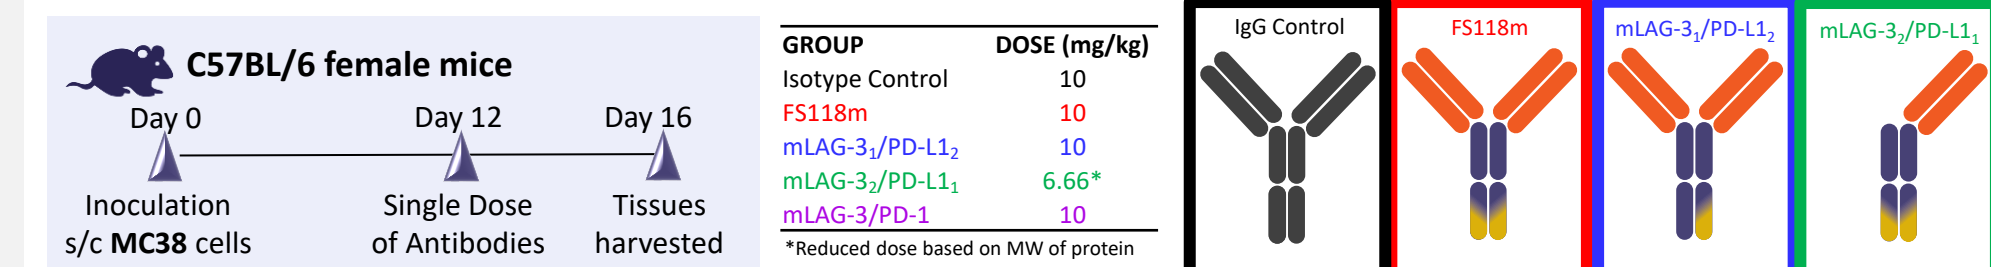 C57BL/6 female mice
Day 0
Day 12
Day 16
Inoculation
s/c MC38 cells
Single Dose
of Antibodies
Tissues
harvested
GROUP DOSE (mg/kg)
Isotype Control 10
FS118m 10
mLAG-3₁/PD-L1₂ 10
mLAG-3₂/PD-L1₁ 6.66*
mLAG-3/PD-1 10
*Reduced dose based on MW of protein
IgG Control
FS118m
mLAG-3₁/PD-L1₂
mLAG-3₂/PD-L1₁